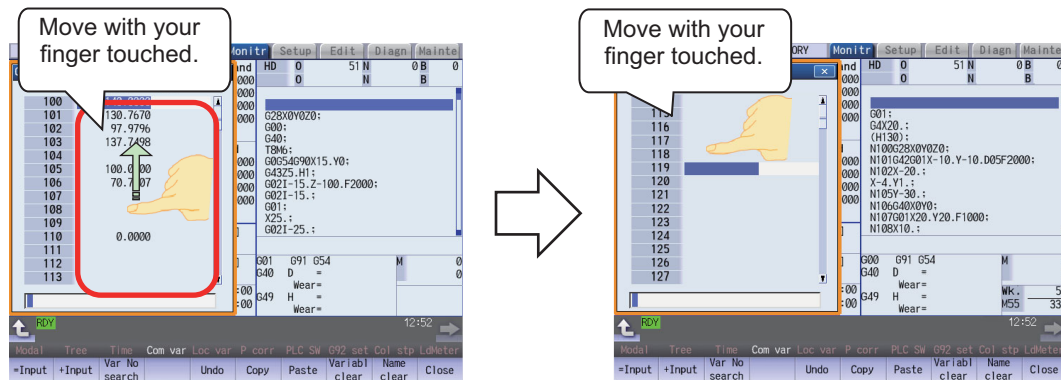 Move with your
finger touched.
Monitr Setup Edit Diagn Mainte
HD O 51 N 0 B 0
O N B
100
101 130.7670
102 97.9796
103
104
105
106
107
108
109
110 0.0000
111
112
113
G28X0Y0Z0;
G00;
G40;
T8M6;
G0G54G90X15.Y0;
G43Z5.H1;
G02I-15.Z-100.F2000;
G02I-15.;
G01;
X25.;
G02I-25.;
G01 G91 G54 M 0
G40 D = 0
Wear=
G49 H =
Wear=
RDY 12:52
Modal Tree Time Com var Loc var P corr PLC SW G92 set Col stp LdMeter
=Input +Input Var No search Undo Copy Paste Variabl clear Name clear Close
Move with your
finger touched.
Monitr Setup Edit Diagn Mainte
HD O 51 N 0 B 0
O N B
116
117
118
119
120
121
122
123
124
125
126
127
G01;
G4X20.;
(H130);
N100G28X0Y0Z0;
N101G42G01X-10.Y-10.D05F2000;
N102X-20.;
X-4.Y1.;
N105Y-30.;
N106G40X0Y0;
N107G01X20.Y20.F1000;
N108X10.;
G00 G91 G54 M
G40 D =
Wear=
G49 H =
Wear=
Wk. 5
M55 33
RDY 12:52
Modal Tree Time Com var Loc var P corr PLC SW G92 set Col stp LdMeter
=Input +Input Var No search Undo Copy Paste Variabl clear Name clear Close